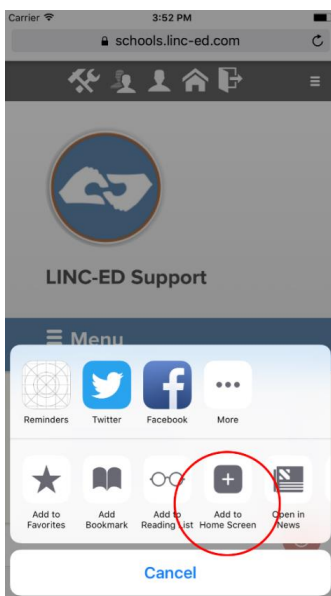 Carrier 3:52 PM
schools.linc-ed.com
LINC-ED Support
Menu
Reminders Twitter Facebook More
Add to Add Add to Add to Open in
Favorites Bookmark Reading List Home Screen News
Cancel